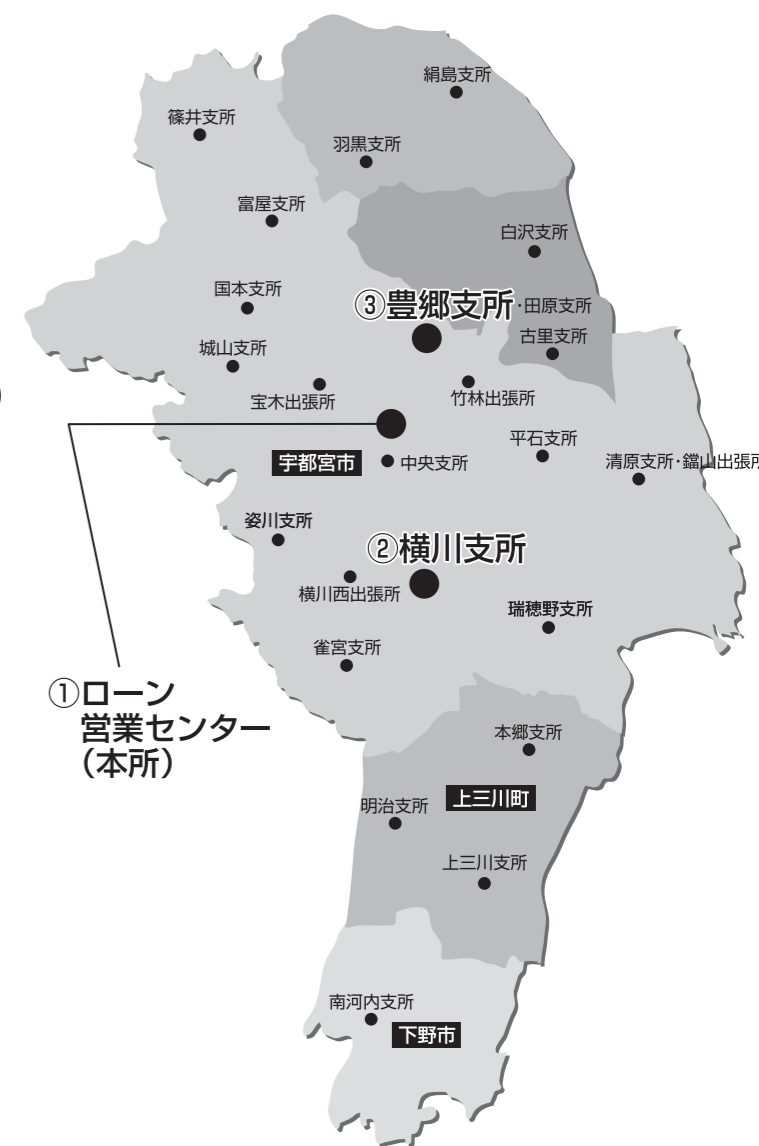 絹島支所
篠井支所
羽黒支所
富屋支所
白沢支所
国本支所
③豊郷支所・田原支所
古里支所
城山支所
宝木出張所
竹林出張所
平石支所
宇都宮市
中央支所
清原支所・鐺山出張所
姿川支所
②横川支所
横川西出張所
瑞穂野支所
雀宮支所
①ローン
営業センター
(本所)
本郷支所
上三川町
明治支所
上三川支所
南河内支所
下野市